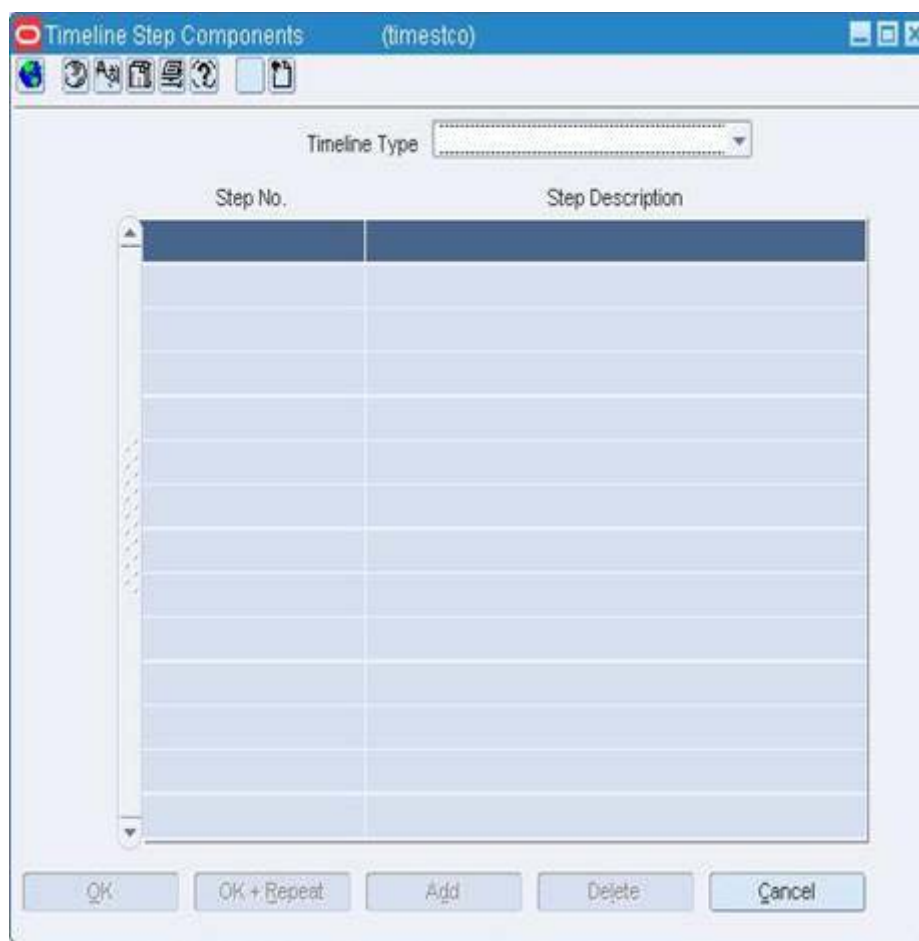 Timeline Step Components (timestco)
Timeline Type
Step No. Step Description
OK OK + Repeat Add Delete Cancel